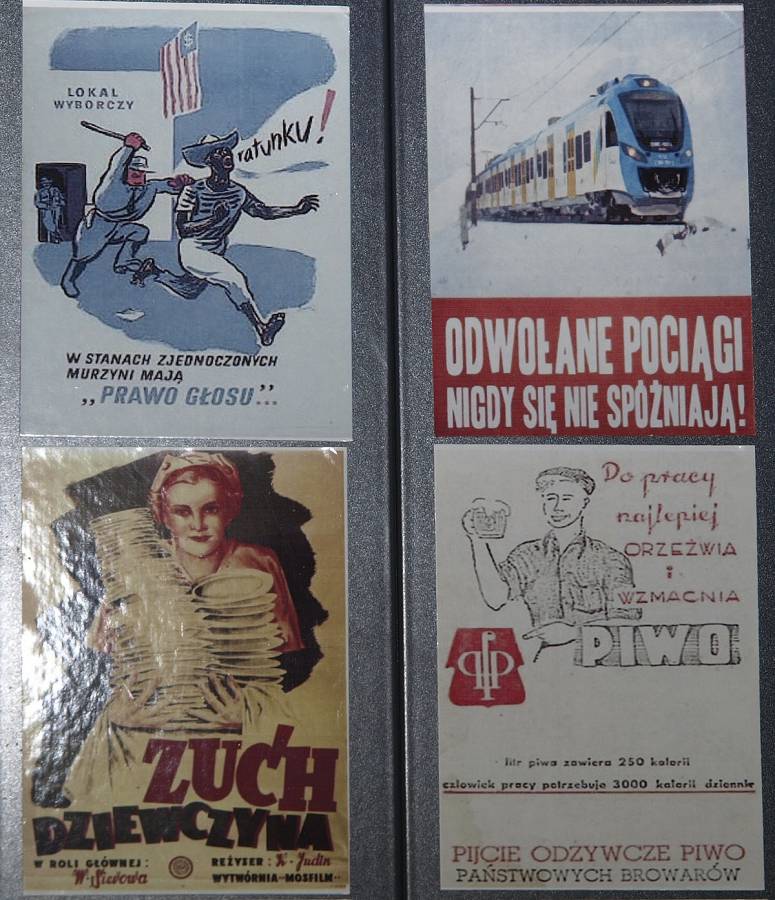 $
LOKAL
WYBORCZY
ratunku!
W STANACH ZJEDNOCZONYCH
MURZYNI MAJĄ
„PRAWO GŁOSU"...
ODWOŁANE POCIĄGI
NIGDY SIĘ NIE SPÓŹNIAJĄ!
ZUCH
DZIEWCZYNA
W ROLI GŁÓWNEJ:
W. Sierowa
REŻYSER: K. Judin
WYTWÓRNIA-MOSFILM-
Do pracy
najlepiej
ORZEŹWIA
i
WZMACNIA
PIWO
litr piwa zawiera 250 kalorii
człowiek pracy potrzebuje 3000 kalorii dziennie
PIJCIE ODŻYWCZE PIWO
PAŃSTWOWYCH BROWARÓW